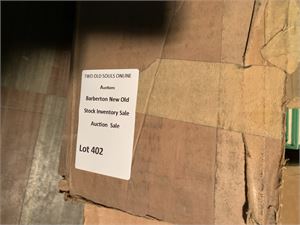 TWO OLD SOULS ONLINE
Auctions
Barberton New Old
Stock Inventory Sale
Auction Sale
Lot 402